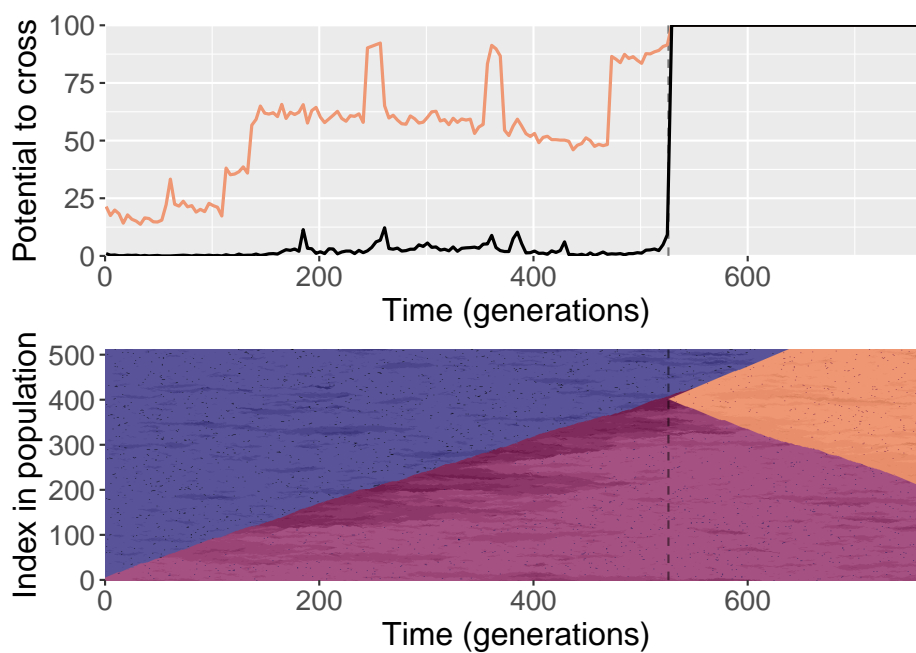 Potential to cross
100
75
50
25
0
0 200 400 600
Time (generations)
Index in population
500
400
300
200
100
0
0 200 400 600
Time (generations)